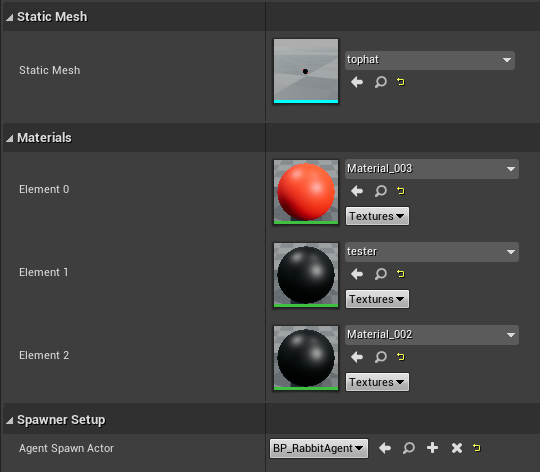 Static Mesh
Static Mesh
tophat
Materials
Element 0
Material_003
Textures
Element 1
tester
Textures
Element 2
Material_002
Textures
Spawner Setup
Agent Spawn Actor
BP_RabbitAgent